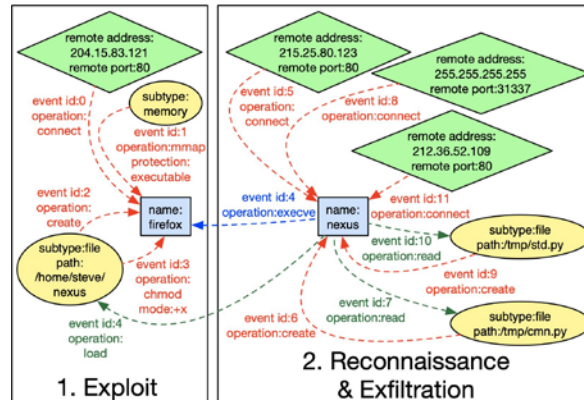 remote address:
204.15.83.121
remote port:80
event id:0
operation:
connect
subtype:
memory
event id:1
operation:mmap
protection:
executable
event id:2
operation:
create
name:
firefox
subtype:file
path:
/home/steve/
nexus
event id:3
operation:
chmod
mode:+x
event id:4
operation:
load
1. Exploit
remote address:
215.25.80.123
remote port:80
remote address:
255.255.255.255
remote port:31337
remote address:
212.36.52.109
remote port:80
event id:5
operation:
connect
event id:8
operation:connect
event id:4
operation:execve
name:
nexus
event id:11
operation:connect
event id:10
operation:read
subtype:file
path:/tmp/std.py
event id:9
operation:create
event id:7
operation:read
event id:6
operation:create
subtype:file
path:/tmp/cmn.py
2. Reconnaissance
& Exfiltration